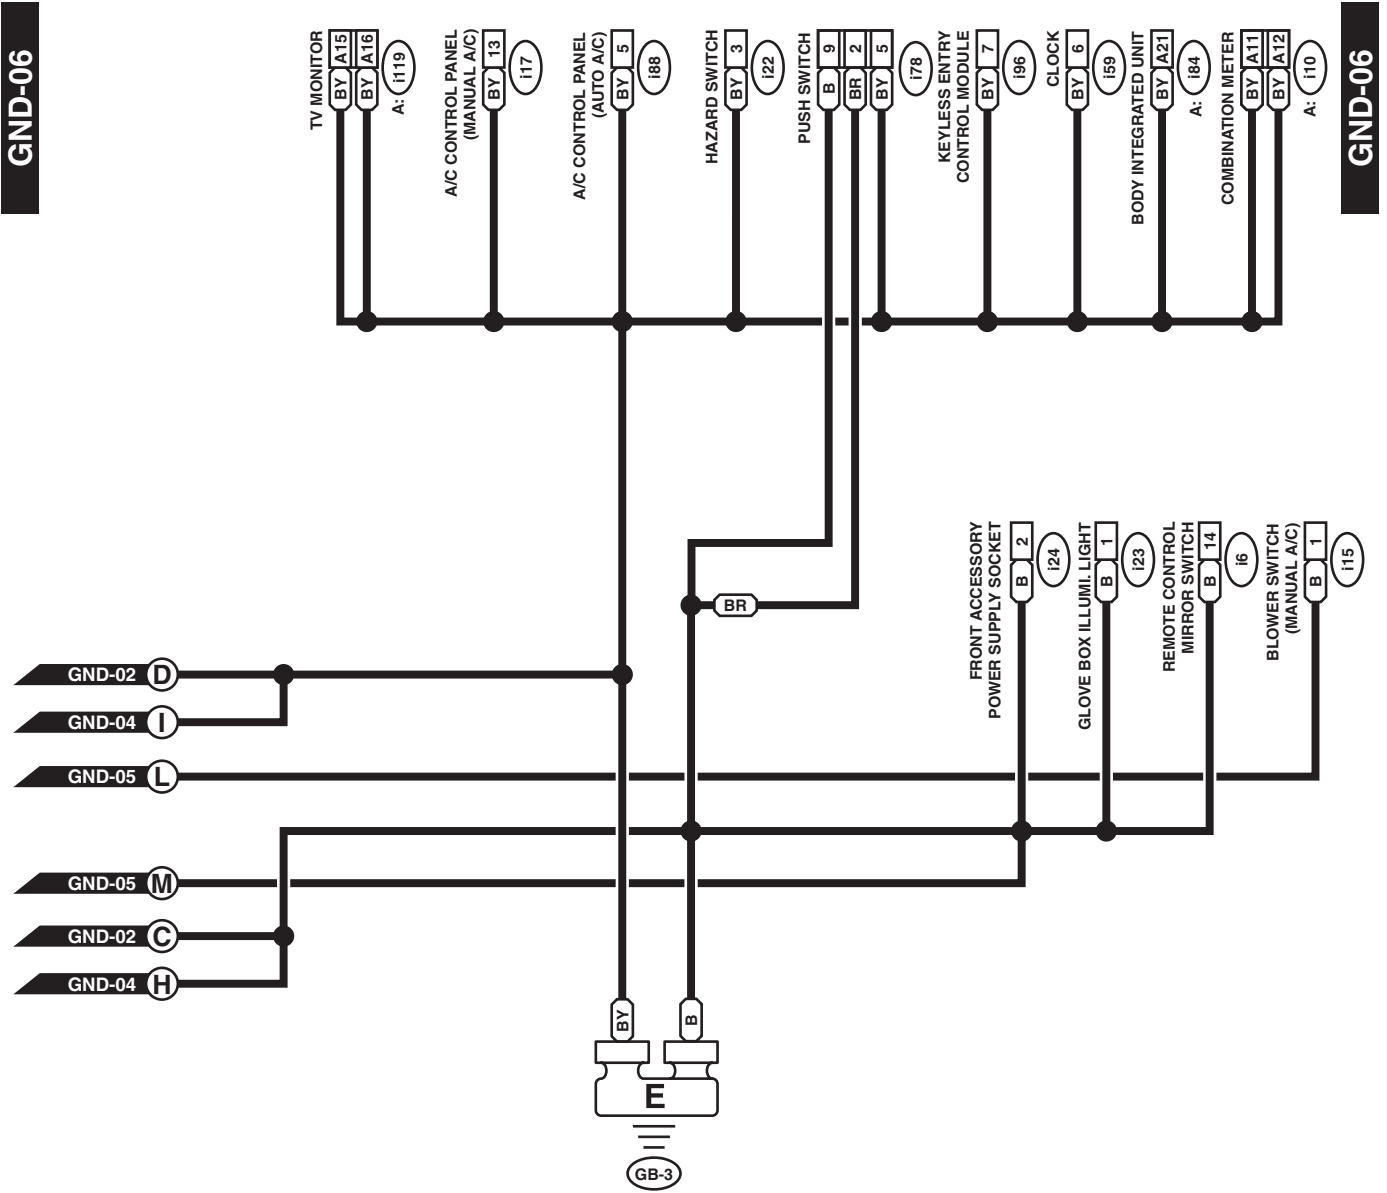 GND-06
GND-06
TV MONITOR
A15
A16
BY
BY
A: i119
A/C CONTROL PANEL
(MANUAL A/C)
13
BY
i17
A/C CONTROL PANEL
(AUTO A/C)
5
BY
i88
HAZARD SWITCH
3
BY
i22
PUSH SWITCH
9
2
5
B
BR
BY
i78
KEYLESS ENTRY
CONTROL MODULE
7
BY
i96
CLOCK
6
BY
i59
BODY INTEGRATED UNIT
A21
BY
A: i84
COMBINATION METER
A11
A12
BY
BY
A: i10
FRONT ACCESSORY
POWER SUPPLY SOCKET
2
B
i24
GLOVE BOX ILLUMI. LIGHT
1
B
i23
REMOTE CONTROL
MIRROR SWITCH
14
B
i6
BLOWER SWITCH
(MANUAL A/C)
1
B
i15
BR
GND-02 D
GND-04 I
GND-05 L
GND-05 M
GND-02 C
GND-04 H
BY
B
E
GB-3